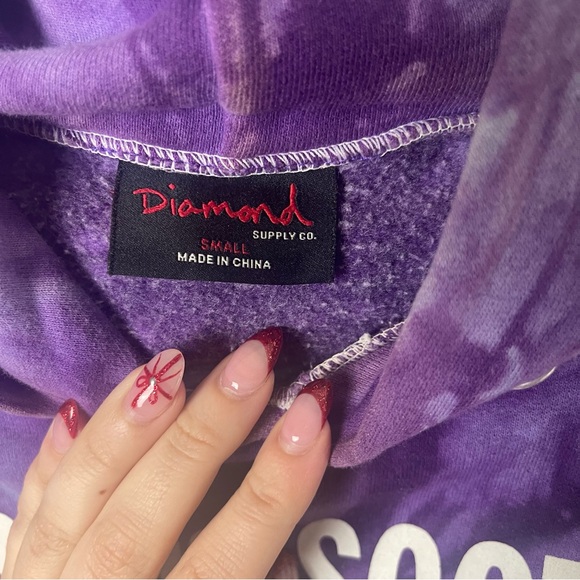 Diamond
SUPPLY CO.
SMALL
MADE IN CHINA